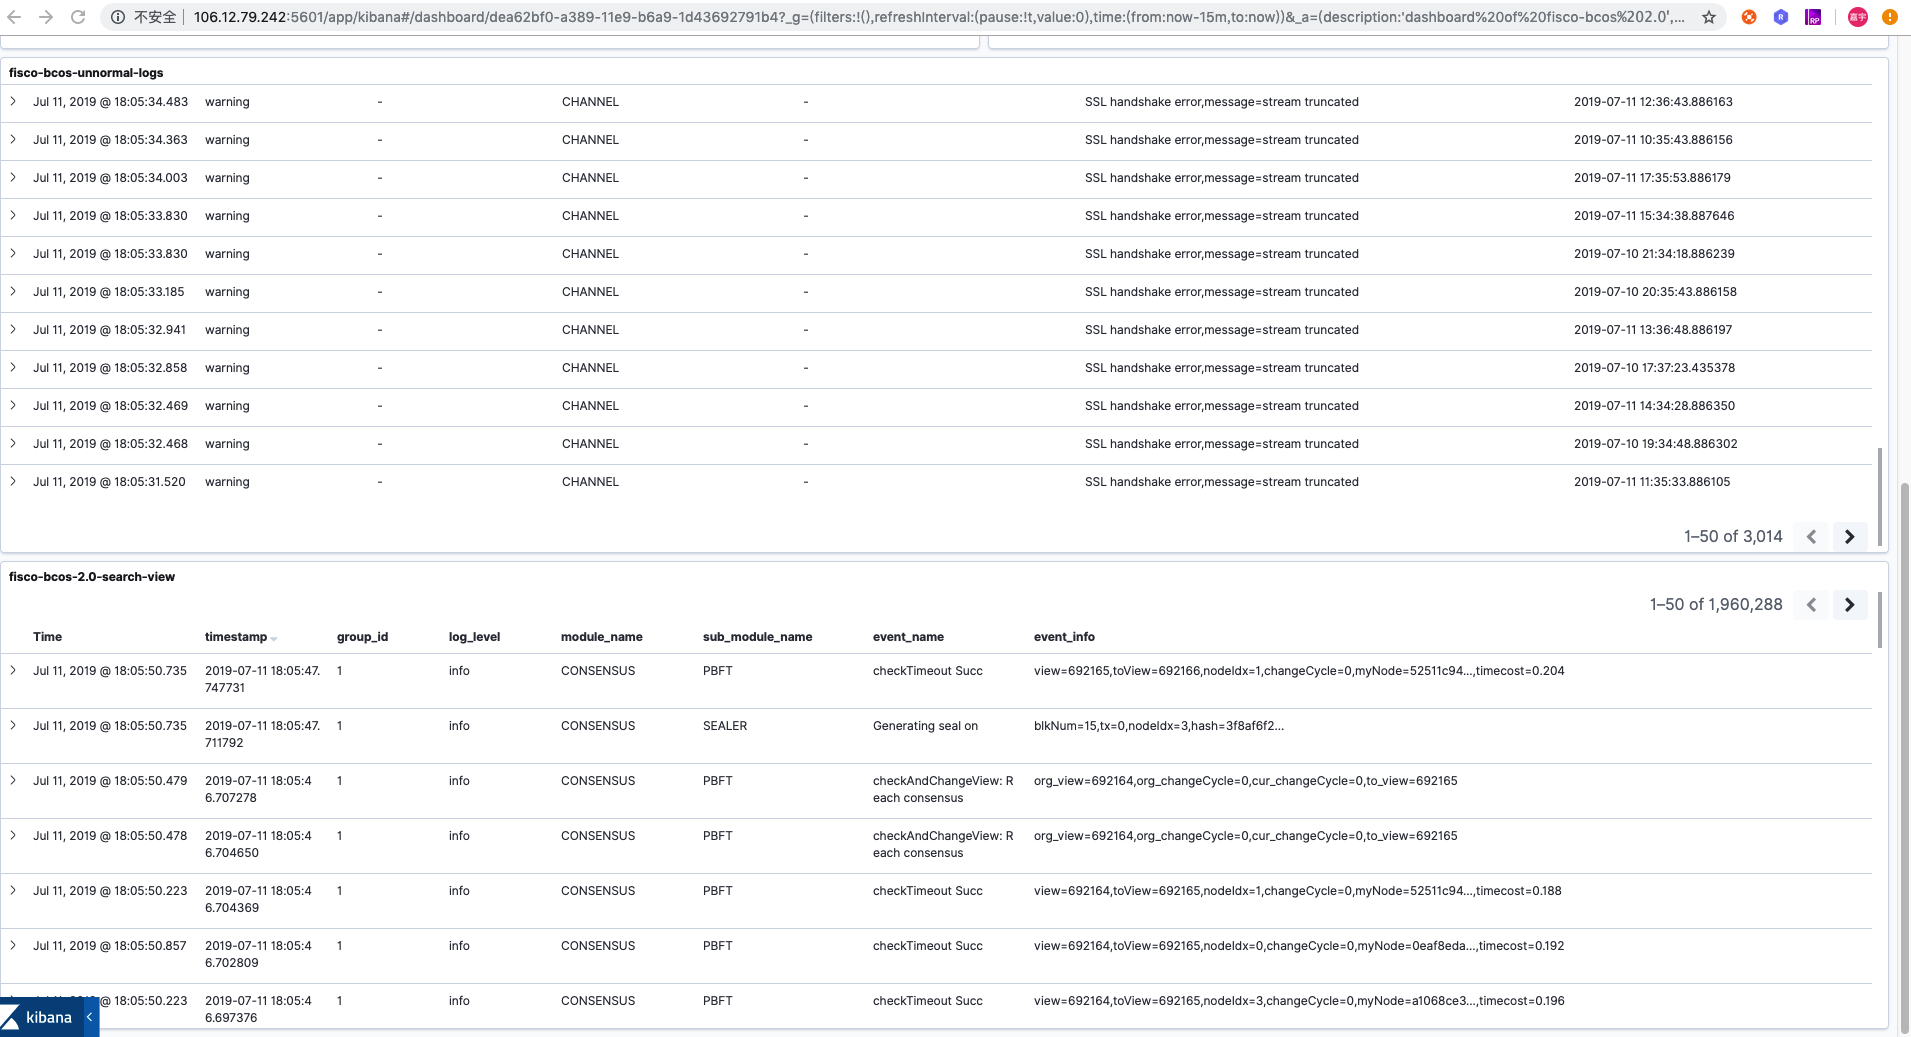 不安全 106.12.79.242:5601/app/kibana#/dashboard/dea62bf0-a389-11e9-b6a9-1d43692791b4?_g=(filters:!(),refreshInterval:(pause:!t,value:0),time:(from:now-15m,to:now))&_a=(description:'dashboard%20of%20fisco-bcos%202.0',...
RP
嘉宇
fisco-bcos-unnormal-logs
Jul 11, 2019 @ 18:05:34.483 warning - CHANNEL - SSL handshake error,message=stream truncated 2019-07-11 12:36:43.886163
Jul 11, 2019 @ 18:05:34.363 warning - CHANNEL - SSL handshake error,message=stream truncated 2019-07-11 10:35:43.886156
Jul 11, 2019 @ 18:05:34.003 warning - CHANNEL - SSL handshake error,message=stream truncated 2019-07-11 17:35:53.886179
Jul 11, 2019 @ 18:05:33.830 warning - CHANNEL - SSL handshake error,message=stream truncated 2019-07-11 15:34:38.887646
Jul 11, 2019 @ 18:05:33.830 warning - CHANNEL - SSL handshake error,message=stream truncated 2019-07-10 21:34:18.886239
Jul 11, 2019 @ 18:05:33.185 warning - CHANNEL - SSL handshake error,message=stream truncated 2019-07-10 20:35:43.886158
Jul 11, 2019 @ 18:05:32.941 warning - CHANNEL - SSL handshake error,message=stream truncated 2019-07-11 13:36:48.886197
Jul 11, 2019 @ 18:05:32.858 warning - CHANNEL - SSL handshake error,message=stream truncated 2019-07-10 17:37:23.435378
Jul 11, 2019 @ 18:05:32.469 warning - CHANNEL - SSL handshake error,message=stream truncated 2019-07-11 14:34:28.886350
Jul 11, 2019 @ 18:05:32.468 warning - CHANNEL - SSL handshake error,message=stream truncated 2019-07-10 19:34:48.886302
Jul 11, 2019 @ 18:05:31.520 warning - CHANNEL - SSL handshake error,message=stream truncated 2019-07-11 11:35:33.886105
1–50 of 3,014
fisco-bcos-2.0-search-view
1–50 of 1,960,288
Time timestamp group_id log_level module_name sub_module_name event_name event_info
Jul 11, 2019 @ 18:05:50.735 2019-07-11 18:05:47. 1 info CONSENSUS PBFT checkTimeout Succ view=692165,toView=692166,nodeIdx=1,changeCycle=0,myNode=52511c94...,timecost=0.204
747731
Jul 11, 2019 @ 18:05:50.735 2019-07-11 18:05:47. 1 info CONSENSUS SEALER Generating seal on blkNum=15,tx=0,nodeIdx=3,hash=3f8af6f2...
711792
Jul 11, 2019 @ 18:05:50.479 2019-07-11 18:05:4 1 info CONSENSUS PBFT checkAndChangeView: R org_view=692164,org_changeCycle=0,cur_changeCycle=0,to_view=692165
6.707278 each consensus
Jul 11, 2019 @ 18:05:50.478 2019-07-11 18:05:4 1 info CONSENSUS PBFT checkAndChangeView: R org_view=692164,org_changeCycle=0,cur_changeCycle=0,to_view=692165
6.704650 each consensus
Jul 11, 2019 @ 18:05:50.223 2019-07-11 18:05:4 1 info CONSENSUS PBFT checkTimeout Succ view=692164,toView=692165,nodeIdx=1,changeCycle=0,myNode=52511c94...,timecost=0.188
6.704369
Jul 11, 2019 @ 18:05:50.857 2019-07-11 18:05:4 1 info CONSENSUS PBFT checkTimeout Succ view=692164,toView=692165,nodeIdx=0,changeCycle=0,myNode=0eaf8eda...,timecost=0.192
6.702809
@ 18:05:50.223 2019-07-11 18:05:4 1 info CONSENSUS PBFT checkTimeout Succ view=692164,toView=692165,nodeIdx=3,changeCycle=0,myNode=a1068ce3...,timecost=0.196
6.697376
kibana